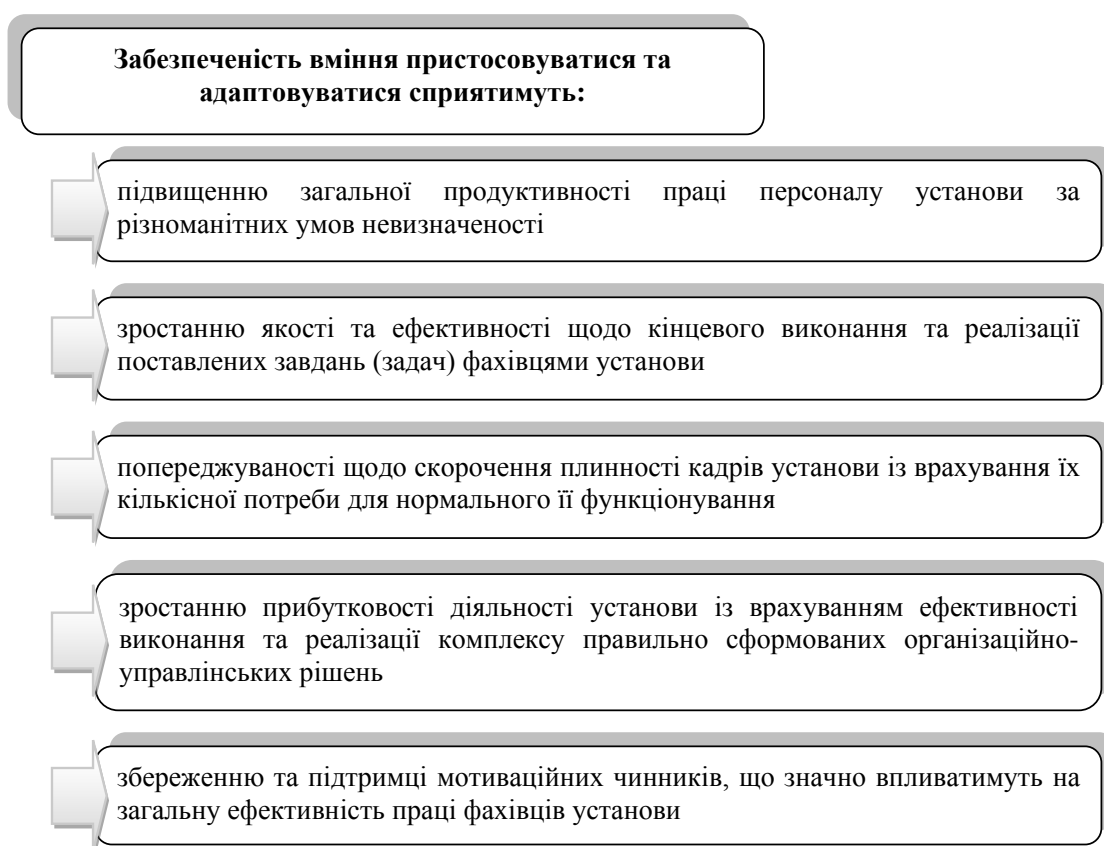 Забезпеченість вміння пристосовуватися та
адаптовуватися сприятимуть:
підвищенню загальної продуктивності праці персоналу установи за
різноманітних умов невизначеності
зростанню якості та ефективності щодо кінцевого виконання та реалізації
поставлених завдань (задач) фахівцями установи
попереджуваності щодо скорочення плинності кадрів установи із врахування їх
кількісної потреби для нормального її функціонування
зростанню прибутковості діяльності установи із врахуванням ефективності
виконання та реалізації комплексу правильно сформованих організаційно-
управлінських рішень
збереженню та підтримці мотиваційних чинників, що значно впливатимуть на
загальну ефективність праці фахівців установи